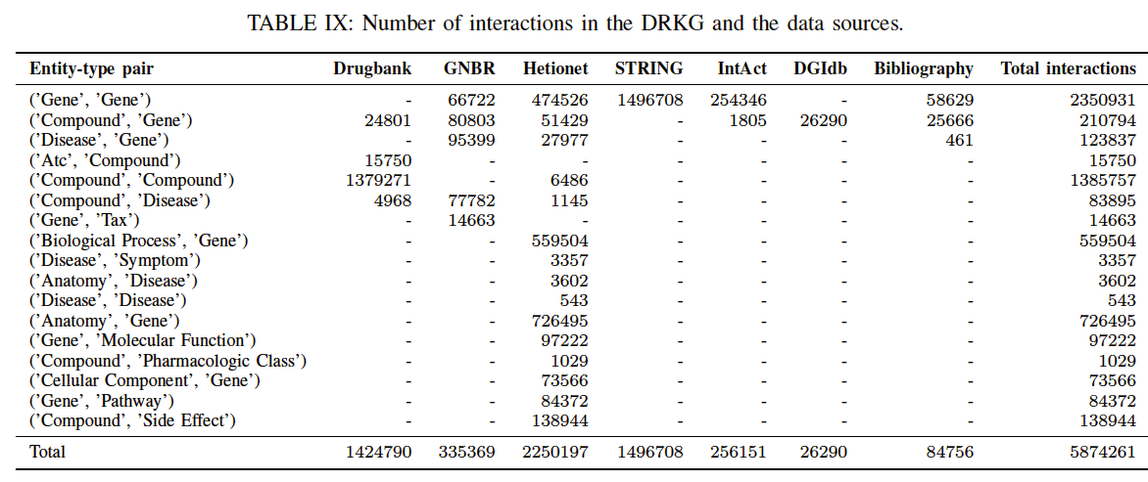 TABLE IX: Number of interactions in the DRKG and the data sources.
Entity-type pair Drugbank GNBR Hetionet STRING IntAct DGIdb Bibliography Total interactions
('Gene', 'Gene') - 66722 474526 1496708 254346 - 58629 2350931
('Compound', 'Gene') 24801 80803 51429 - 1805 26290 25666 210794
('Disease', 'Gene') - 95399 27977 - - - 461 123837
('Atc', 'Compound') 15750 - - - - - - 15750
('Compound', 'Compound') 1379271 - 6486 - - - - 1385757
('Compound', 'Disease') 4968 77782 1145 - - - - 83895
('Gene', 'Tax') - 14663 - - - - - 14663
('Biological Process', 'Gene') - - 559504 - - - - 559504
('Disease', 'Symptom') - - 3357 - - - - 3357
('Anatomy', 'Disease') - - 3602 - - - - 3602
('Disease', 'Disease') - - 543 - - - - 543
('Anatomy', 'Gene') - - 726495 - - - - 726495
('Gene', 'Molecular Function') - - 97222 - - - - 97222
('Compound', 'Pharmacologic Class') - - 1029 - - - - 1029
('Cellular Component', 'Gene') - - 73566 - - - - 73566
('Gene', 'Pathway') - - 84372 - - - - 84372
('Compound', 'Side Effect') - - 138944 - - - - 138944
Total 1424790 335369 2250197 1496708 256151 26290 84756 5874261